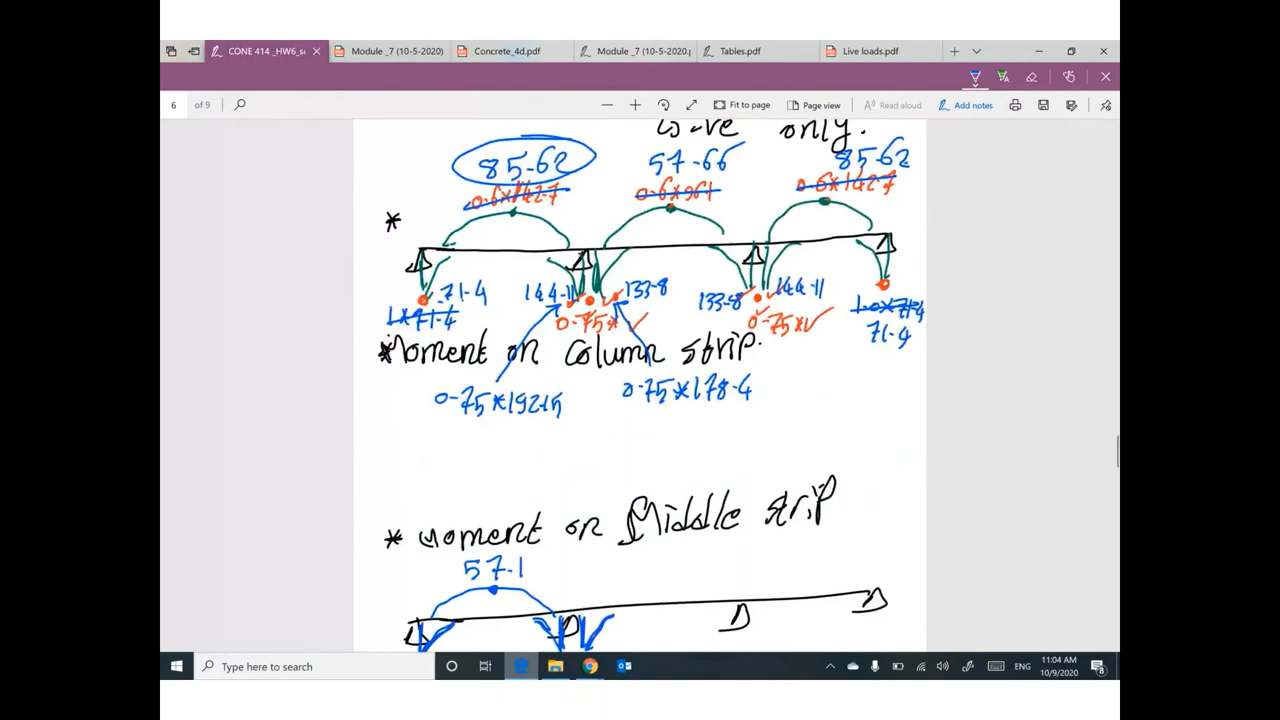 CONE 414 _HW6_s
Module _7 (10-5-2020)
Concrete_4d.pdf
Module _7 (10-5-2020).p
Tables.pdf
Live loads.pdf
6 of 9
Fit to page
Page view
Read aloud
Add notes
only.
85-62 57-66 85-62
0.6*142-7 0-6*961 0-6*142-7
*
71-4 144-11 133-8 133-8 144-11
1*71-4 0-75* 0-75* 1.0*71-4
71-4
*Moment on Column strip.
0-75*192.15 0-75*178-4
* Moment on Middle strip
57-1
Type here to search
ENG
11:04 AM
10/9/2020
8